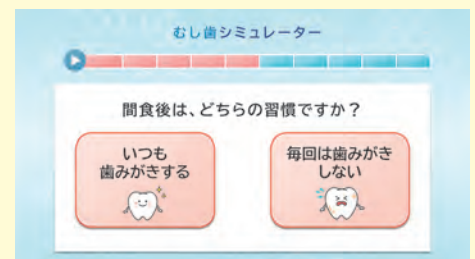 むし歯シミュレーター
間食後は、どちらの習慣ですか？
いつも
歯みがきする
毎回は歯みがき
しない